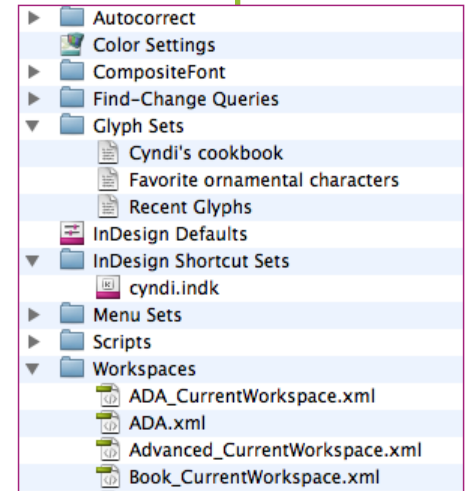 Autocorrect
Color Settings
CompositeFont
Find-Change Queries
Glyph Sets
Cyndi's cookbook
Favorite ornamental characters
Recent Glyphs
InDesign Defaults
InDesign Shortcut Sets
cyndi.indk
Menu Sets
Scripts
Workspaces
ADA_CurrentWorkspace.xml
ADA.xml
Advanced_CurrentWorkspace.xml
Book_CurrentWorkspace.xml